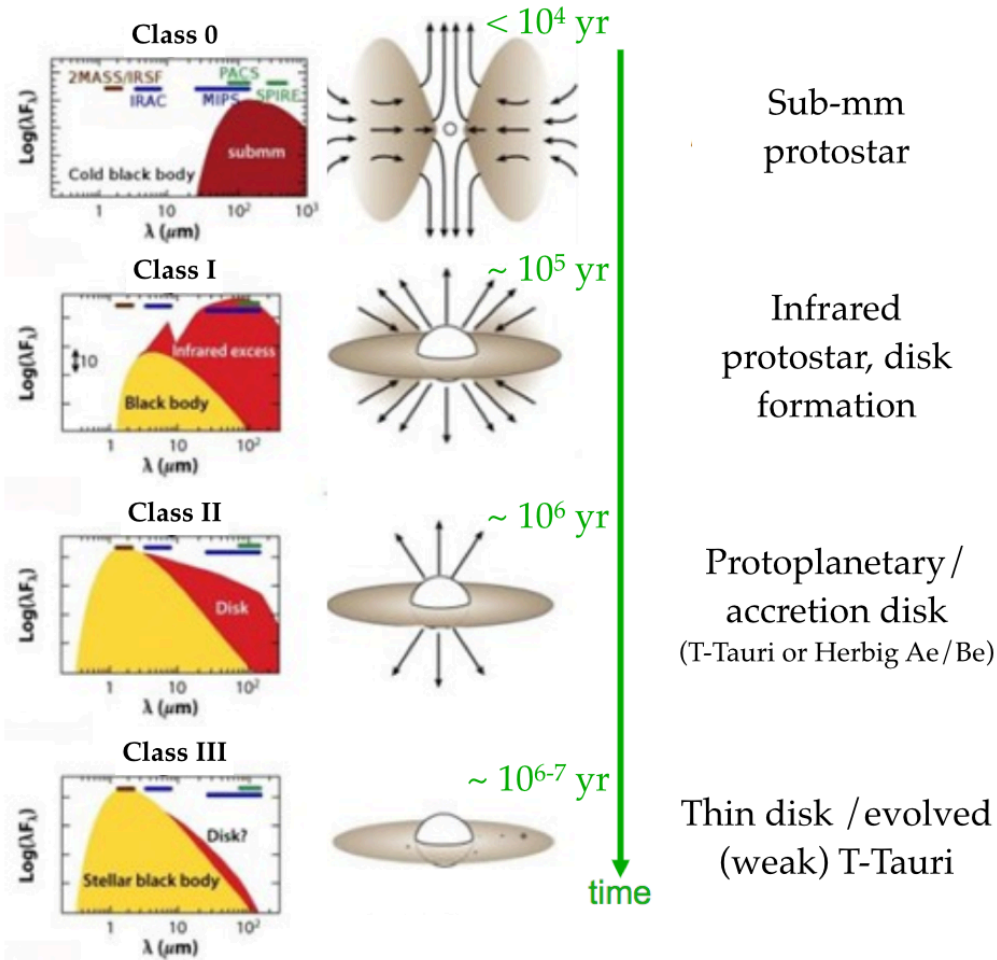 Class 0
< 10⁴ yr
2MASS/IRSF
PACS
IRAC
MIPS
SPIRE
submm
Cold black body
Log(λFλ)
1 10 10² 10³
λ (μm)
Sub-mm
protostar
Class I
~ 10⁵ yr
Infrared excess
10
Black body
Log(λFλ)
1 10 10²
λ (μm)
Infrared
protostar, disk
formation
Class II
~ 10⁶ yr
Disk
Log(λFλ)
1 10 10²
λ (μm)
Protoplanetary/
accretion disk
(T-Tauri or Herbig Ae/Be)
Class III
~ 10⁶⁻⁷ yr
Disk?
Stellar black body
Log(λFλ)
1 10 10²
λ (μm)
Thin disk /evolved
(weak) T-Tauri
time